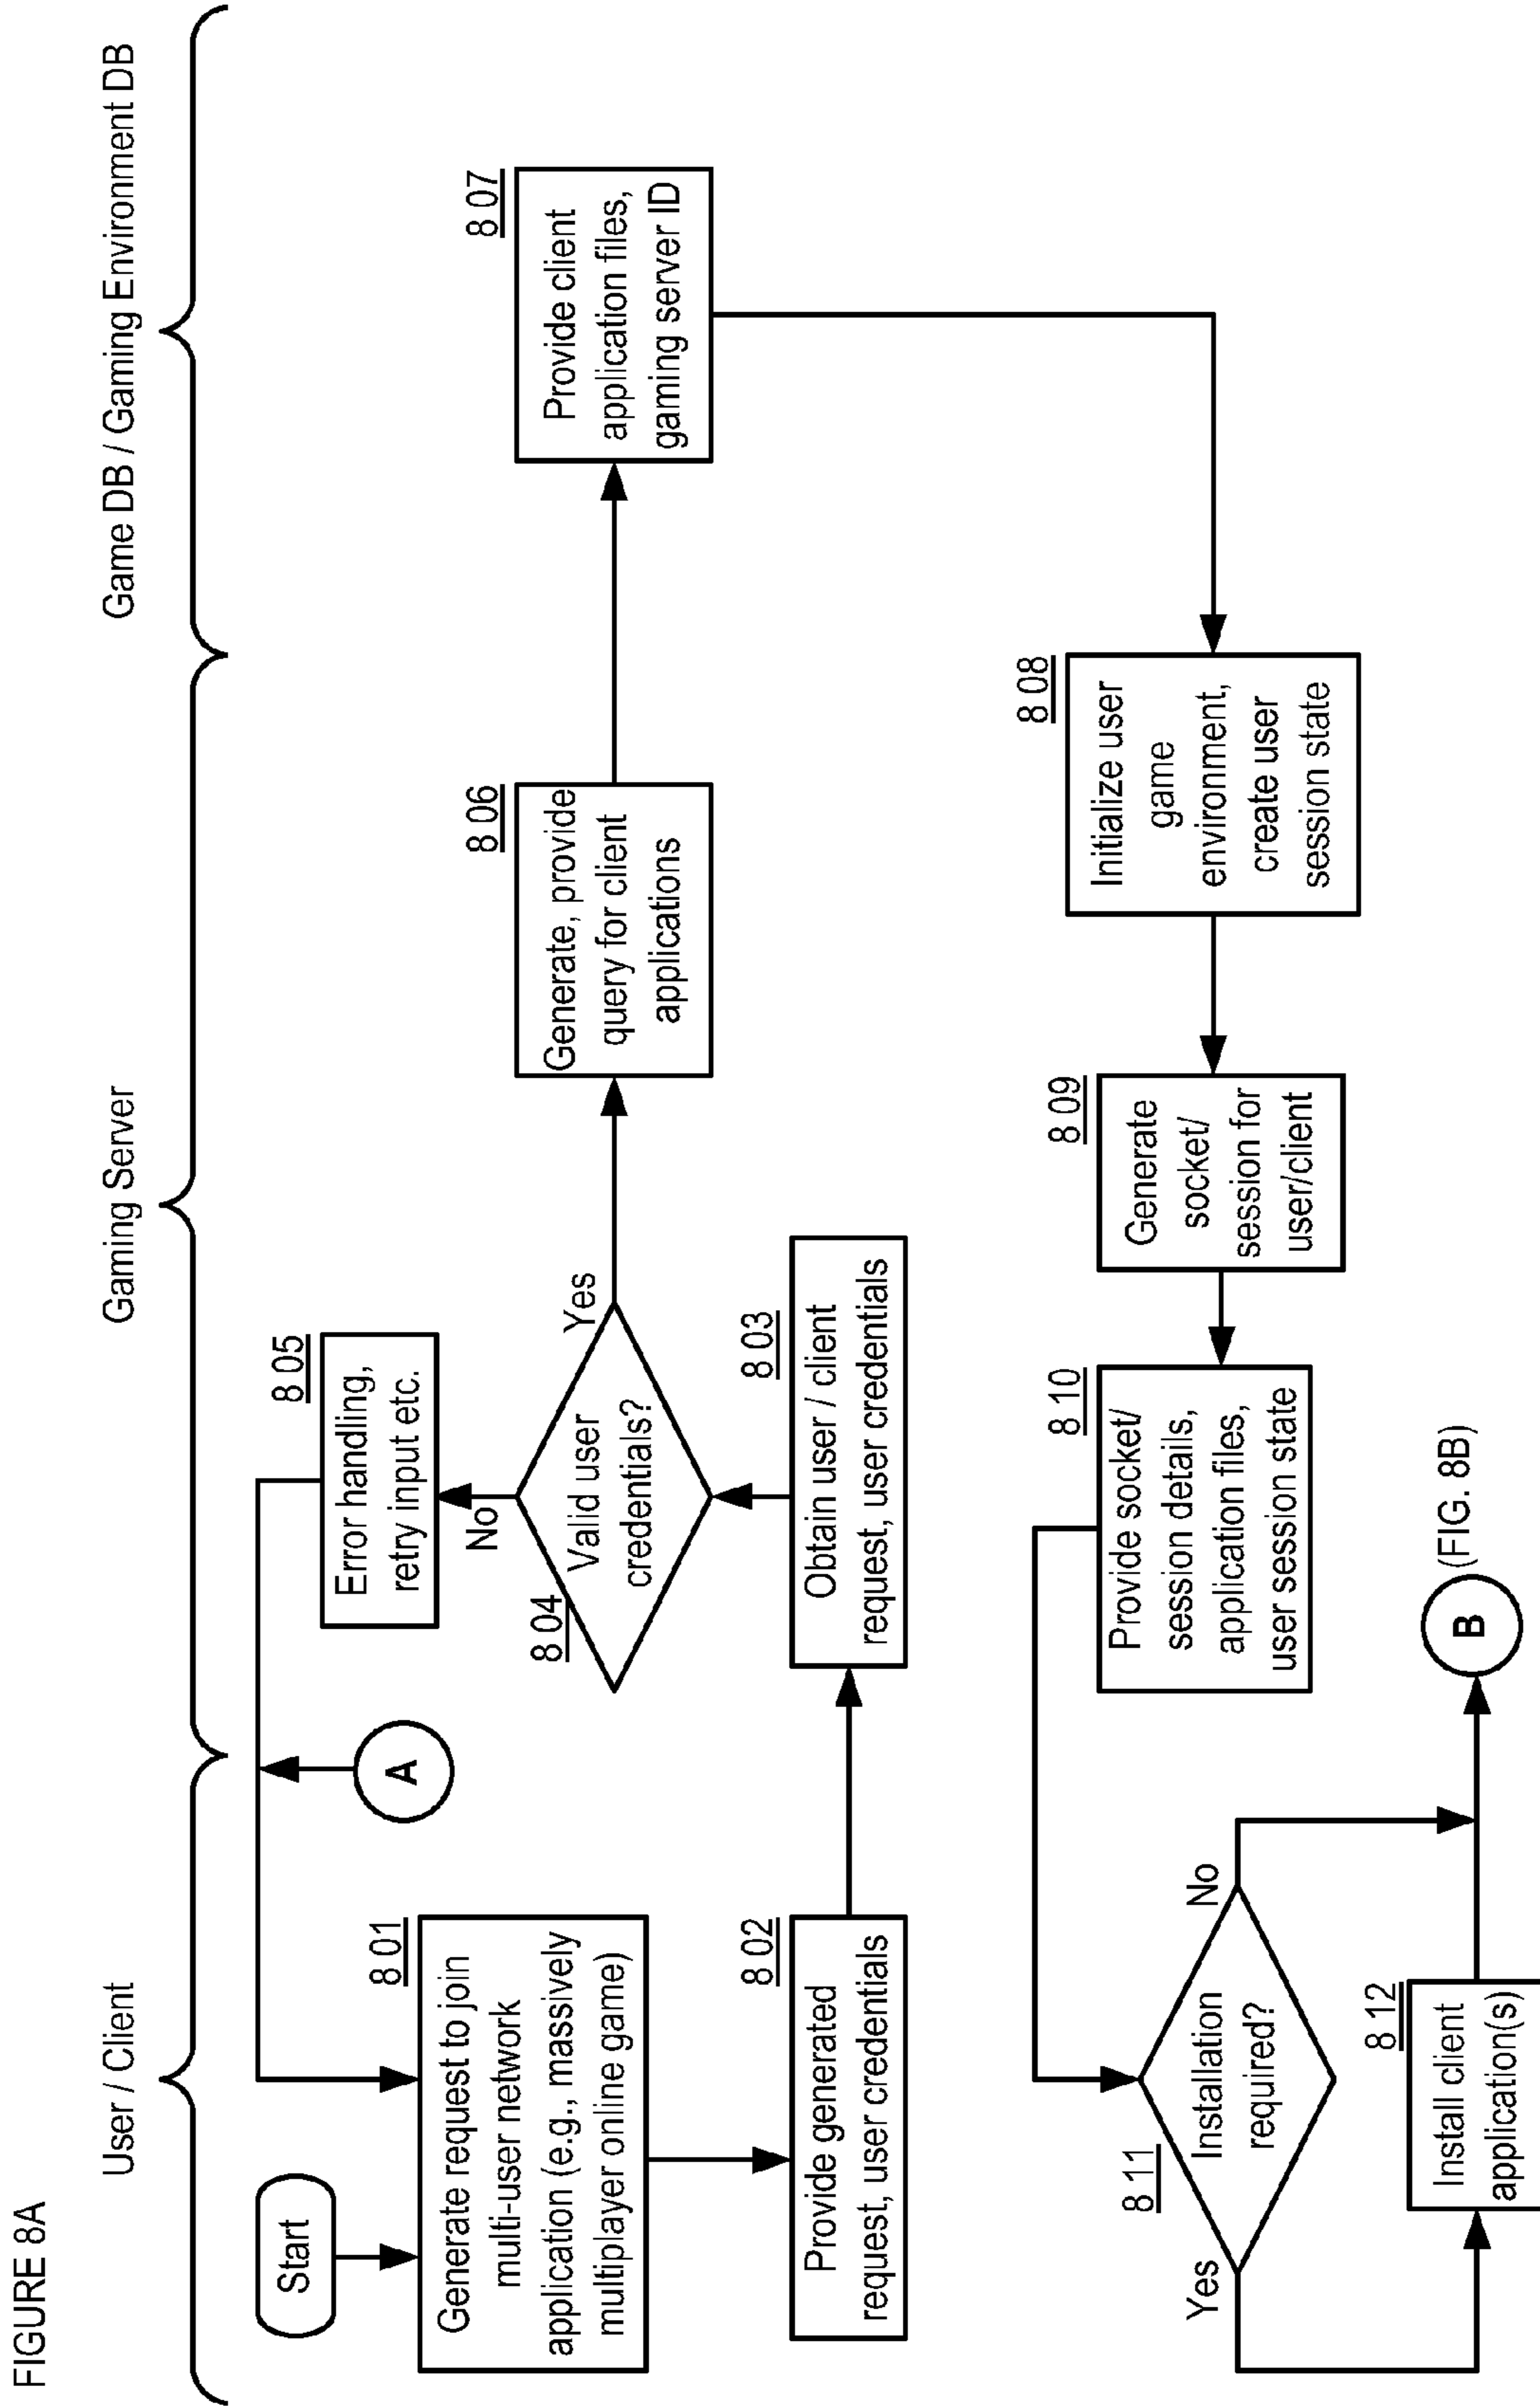 FIGURE 8A
User / Client
Gaming Server
Game DB / Gaming Environment DB
Start
8 01
Generate request to join
multi-user network
application (e.g., massively
multiplayer online game)
A
8 05
Error handling,
retry input etc.
No
8 04
Valid user
credentials?
Yes
8 06
Generate, provide
query for client
applications
8 07
Provide client
application files,
gaming server ID
8 02
Provide generated
request, user credentials
8 03
Obtain user / client
request, user credentials
8 08
Initialize user
game
environment,
create user
session state
8 09
Generate
socket/
session for
user/client
8 10
Provide socket/
session details,
application files,
user session state
8 11
Installation
required?
Yes
No
8 12
Install client
application(s)
B
(FIG. 8B)